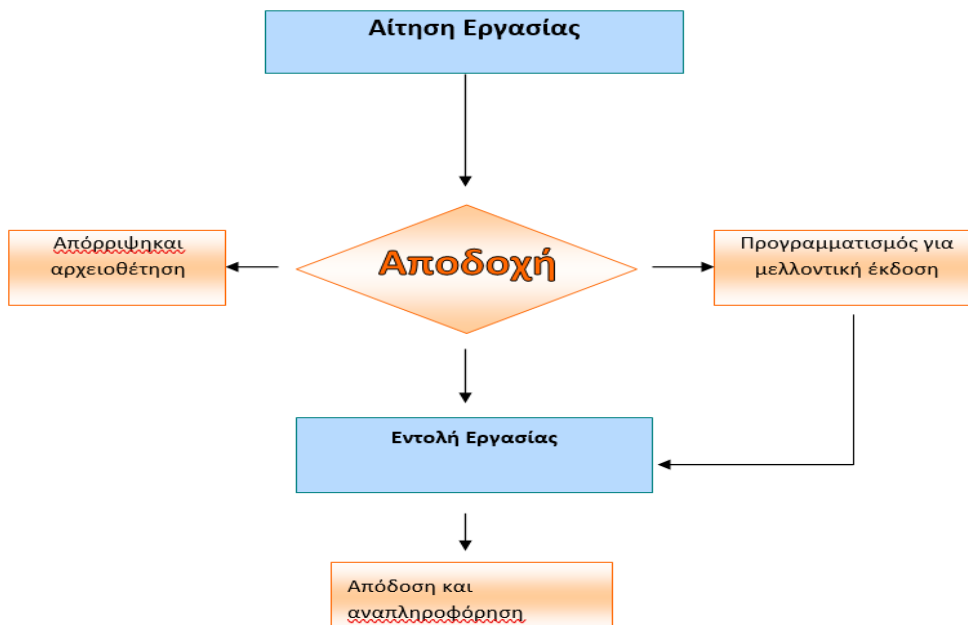 Αίτηση Εργασίας
Απόρριψηκαι
αρχειοθέτηση
Αποδοχή
Προγραμματισμός για
μελλοντική έκδοση
Εντολή Εργασίας
Απόδοση και
αναπληροφόρηση